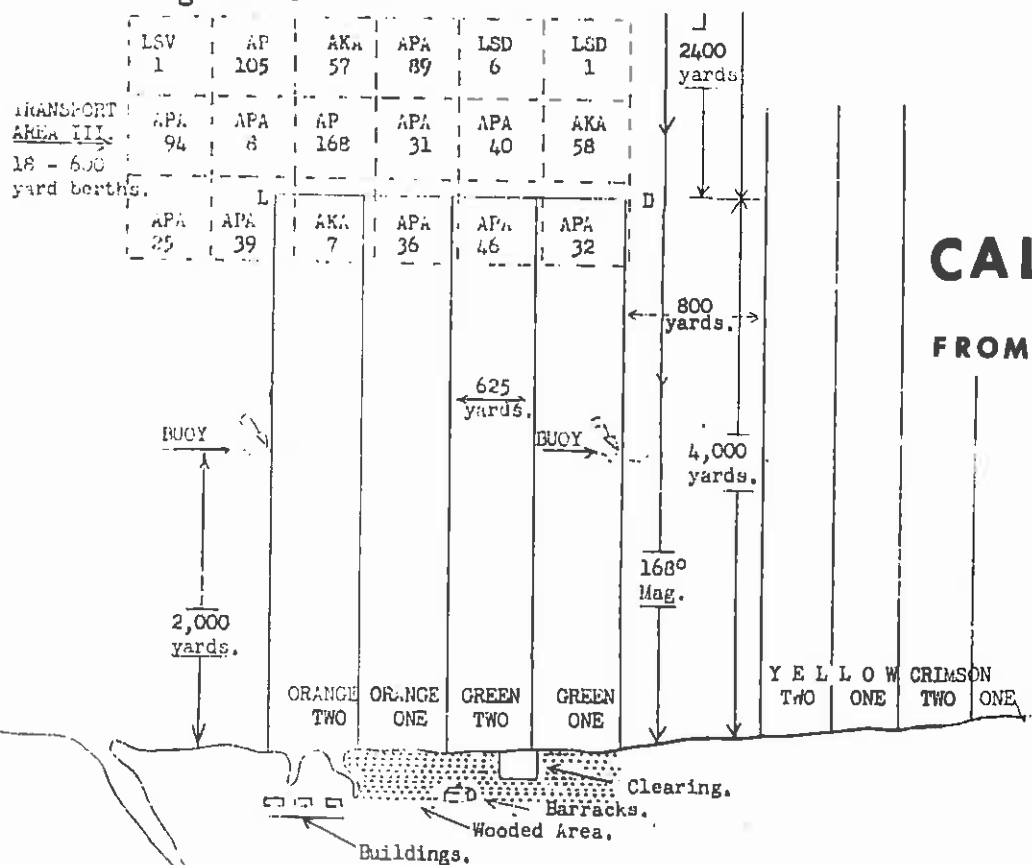 LSV AP AKA APA LSD LSD
1 105 57 89 6 1
2400
yards
TRANSPORT
AREA III.
18 - 600
yard berths.
APA APA AP APA APA AKA
94 8 168 31 40 58
L D
APA APA AKA APA APA APA
25 39 7 36 46 32
CAL
FROM
800
yards.
625
yards.
BUOY
BUOY
4,000
yards.
168°
Mag.
2,000
yards.
ORANGE ORANGE GREEN GREEN
TWO ONE TWO ONE
YELLOW CRIMSON
TWO ONE TWO ONE
Clearing.
Barracks.
Wooded Area.
Buildings.